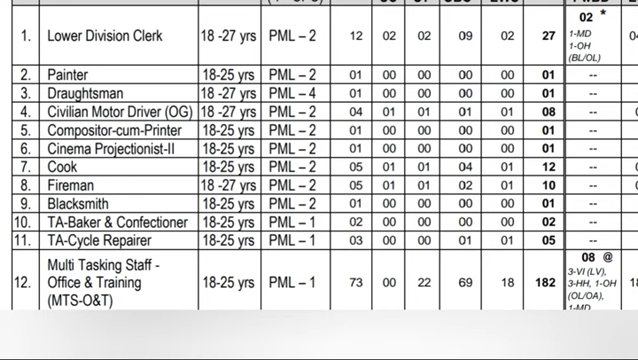 02 *
1. Lower Division Clerk 18 -27 yrs PML – 2 12 02 02 09 02 27 1-MD
1-OH
(BL/OL)
2. Painter 18-25 yrs PML – 2 01 00 00 00 00 01 --
3. Draughtsman 18-25 yrs PML – 4 01 00 00 00 00 01 --
4. Civilian Motor Driver (OG) 18 -27 yrs PML – 2 04 01 01 01 01 08 --
5. Compositor-cum-Printer 18-25 yrs PML – 2 01 00 00 00 00 01 --
6. Cinema Projectionist-II 18-25 yrs PML – 2 01 00 00 00 00 01 --
7. Cook 18-25 yrs PML – 2 05 01 01 04 01 12 --
8. Fireman 18 -27 yrs PML – 2 05 01 01 02 01 10 --
9. Blacksmith 18-25 yrs PML – 2 01 00 00 00 00 01 --
10. TA-Baker & Confectioner 18-25 yrs PML – 1 02 00 00 00 00 02 --
11. TA-Cycle Repairer 18-25 yrs PML – 1 03 00 00 01 01 05 --
08 @
Multi Tasking Staff -
12. Office & Training 18-25 yrs PML – 1 73 00 22 69 18 182 3-VI (LV),
3-HH, 1-OH
(MTS-O&T) (OL/OA),
1-MD